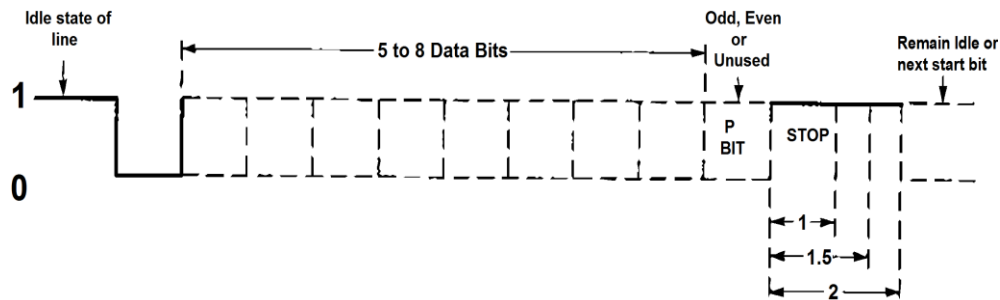 Idle state of
line
5 to 8 Data Bits
Odd, Even
or
Unused
Remain Idle or
next start bit
1
0
P
BIT
STOP
1
1.5
2